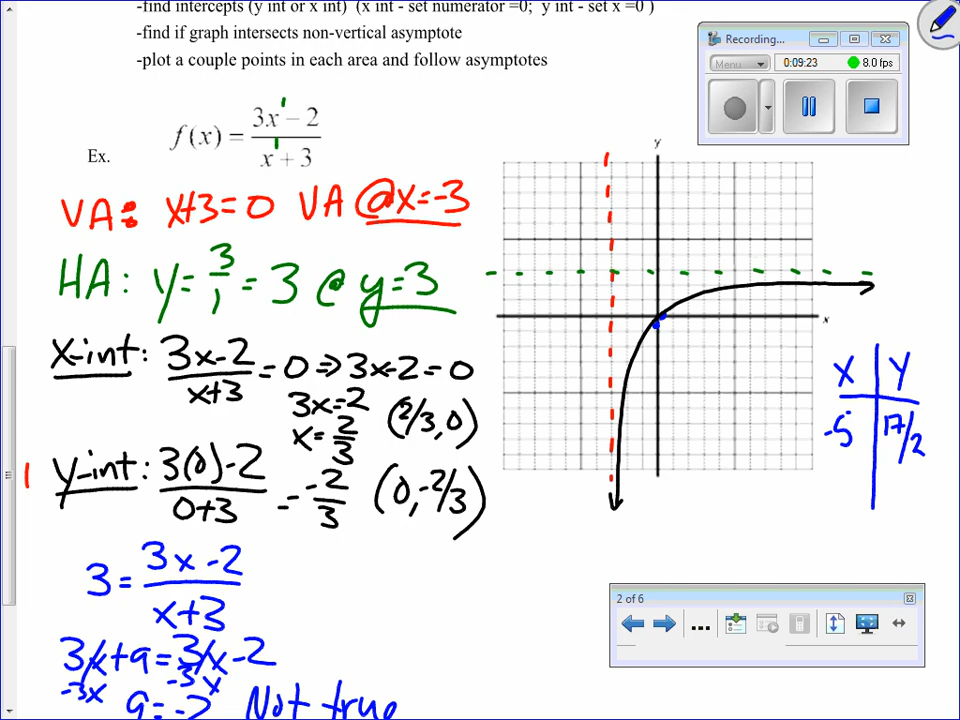 -find intercepts (y int or x int) (x int - set numerator =0; y int - set x =0 )
-find if graph intersects non-vertical asymptote
-plot a couple points in each area and follow asymptotes
Recording...
Menu
0:09:23
8.0 fps
Ex.
f(x) = 3x - 2 / x + 3
VA: x+3=0 VA @x=-3
HA: y= 3/1 = 3 @ y=3
x-int: 3x-2 / x+3 = 0 ⇒ 3x-2=0
3x=2
x= 2/3
(2/3, 0)
y-int: 3(0)-2 / 0+3 = -2/3 (0, -2/3)
3 = 3x-2 / x+3
3x+9=3x-2
-3x -3x
9=-2 Not true
y
x
x y
-5 17/2
2 of 6
...